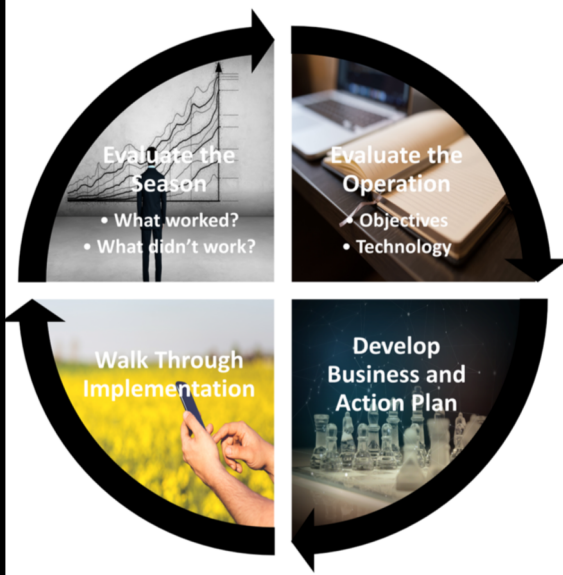 Evaluate the
Season
• What worked?
• What didn't work?
Evaluate the
Operation
• Objectives
• Technology
Develop
Business and
Action Plan
Walk Through
Implementation